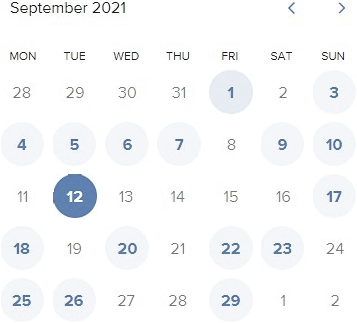 September 2021
MON TUE WED THU FRI SAT SUN
28 29 30 31 1 2 3
4 5 6 7 8 9 10
11 12 13 14 15 16 17
18 19 20 21 22 23 24
25 26 27 28 29 1 2